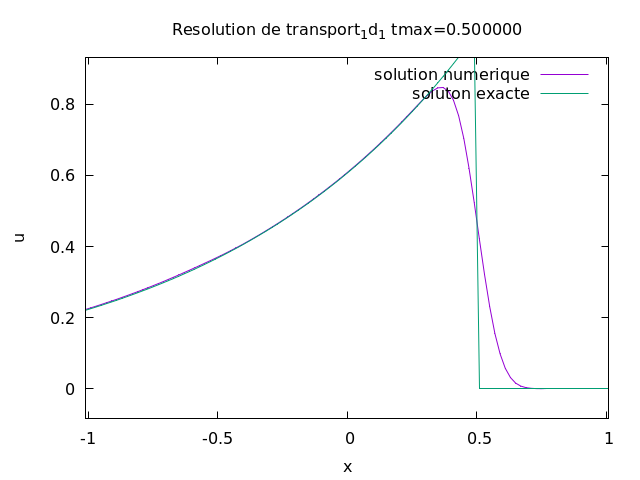 Resolution de transport₁d₁ tmax=0.500000
solution numerique
soluton exacte
0.8
0.6
0.4
0.2
0
u
-1
-0.5
0
0.5
1
x